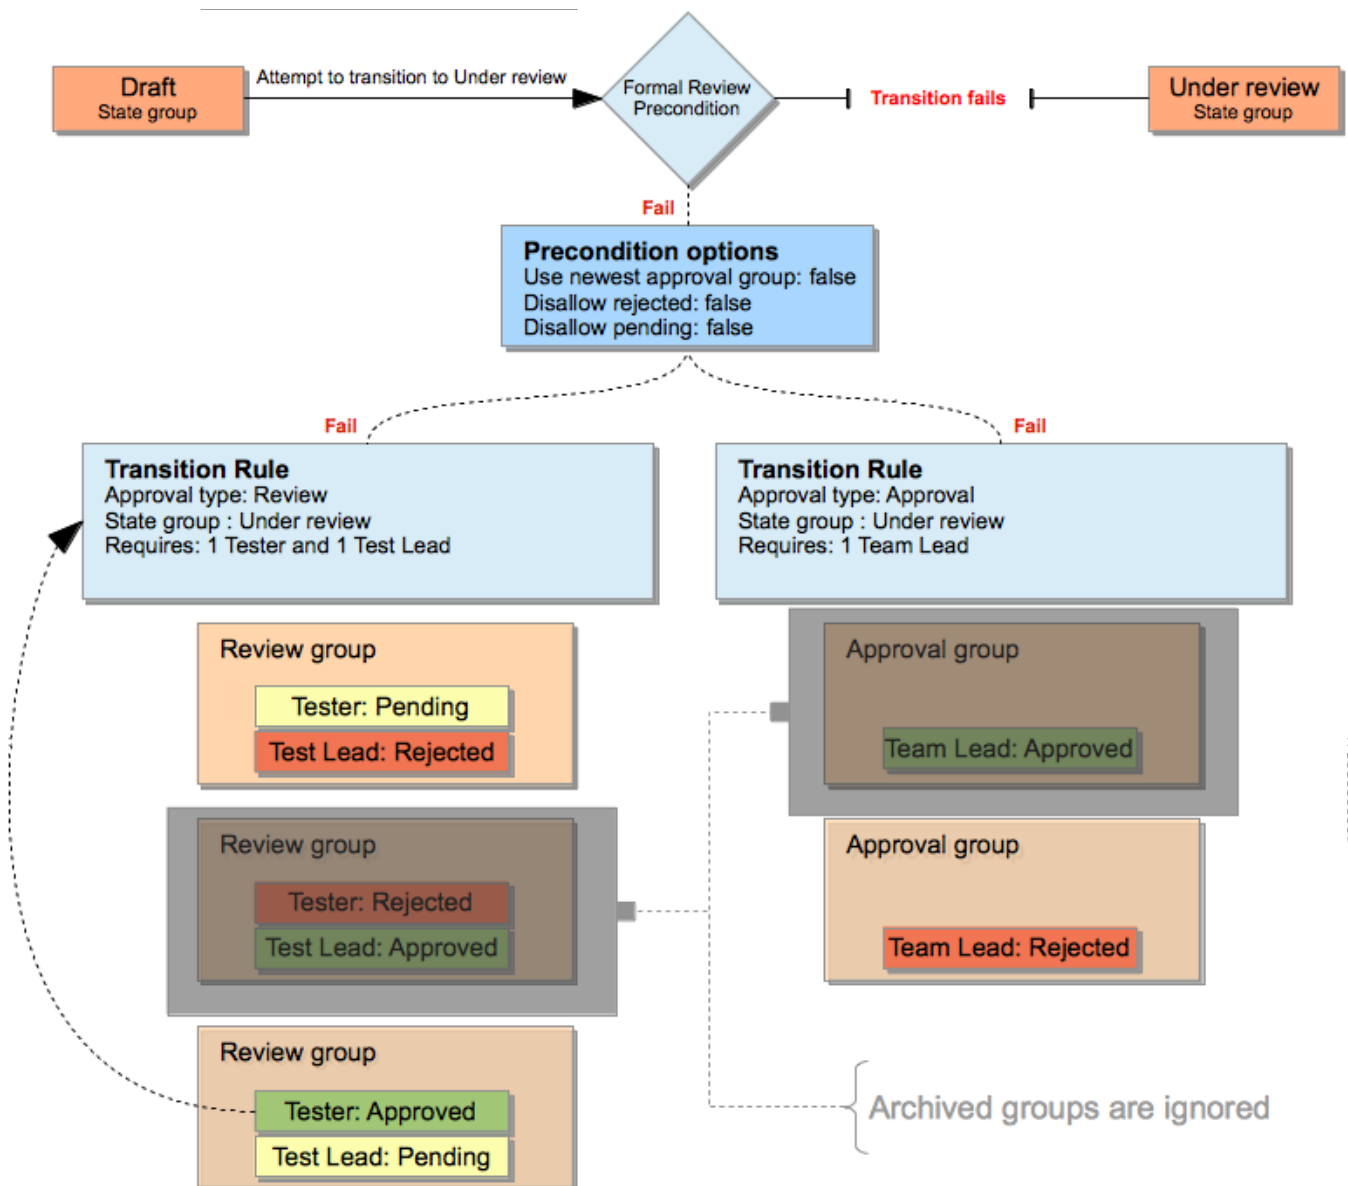 Draft
State group
Attempt to transition to Under review
Formal Review
Precondition
Transition fails
Under review
State group
Fail
Precondition options
Use newest approval group: false
Disallow rejected: false
Disallow pending: false
Fail
Fail
Transition Rule
Approval type: Review
State group : Under review
Requires: 1 Tester and 1 Test Lead
Transition Rule
Approval type: Approval
State group : Under review
Requires: 1 Team Lead
Review group
Tester: Pending
Test Lead: Rejected
Approval group
Team Lead: Approved
Review group
Tester: Rejected
Test Lead: Approved
Approval group
Team Lead: Rejected
Review group
Tester: Approved
Test Lead: Pending
Archived groups are ignored